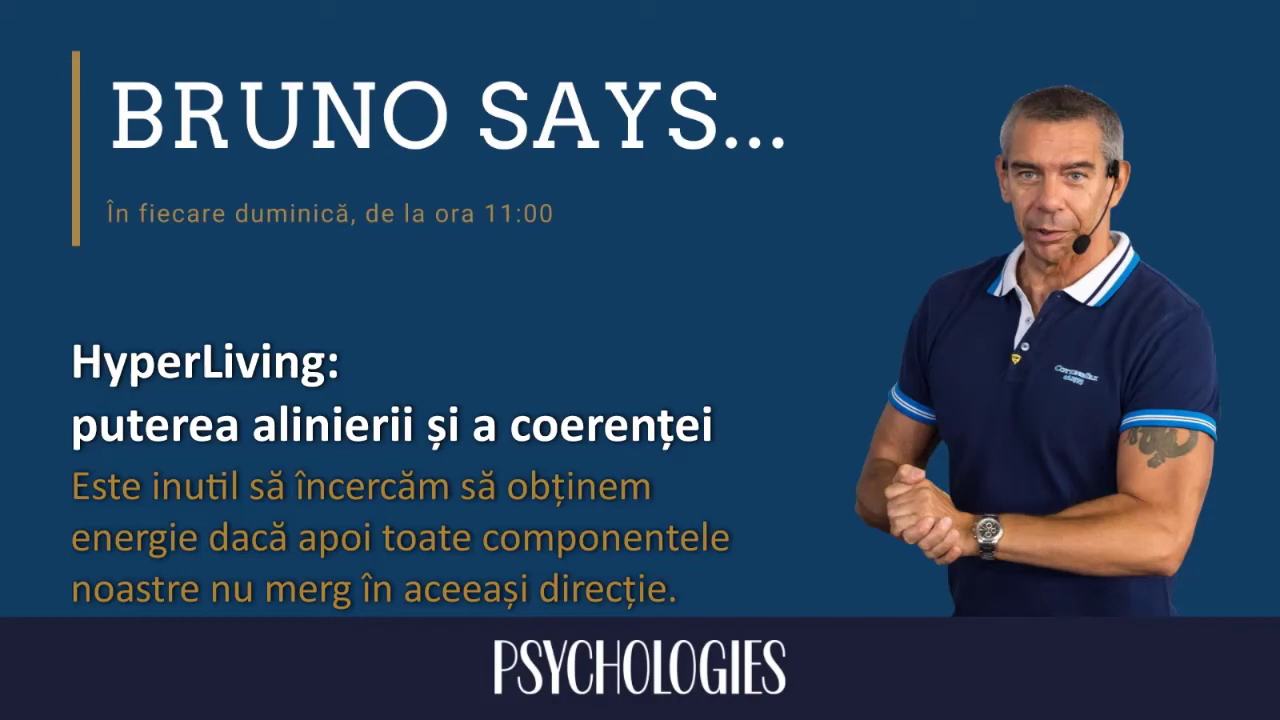 BRUNO SAYS...
În fiecare duminică, de la ora 11:00
HyperLiving:
puterea alinierii și a coerenței
Este inutil să încercăm să obținem
energie dacă apoi toate componentele
noastre nu merg în aceeași direcție.
PSYCHOLOGIES